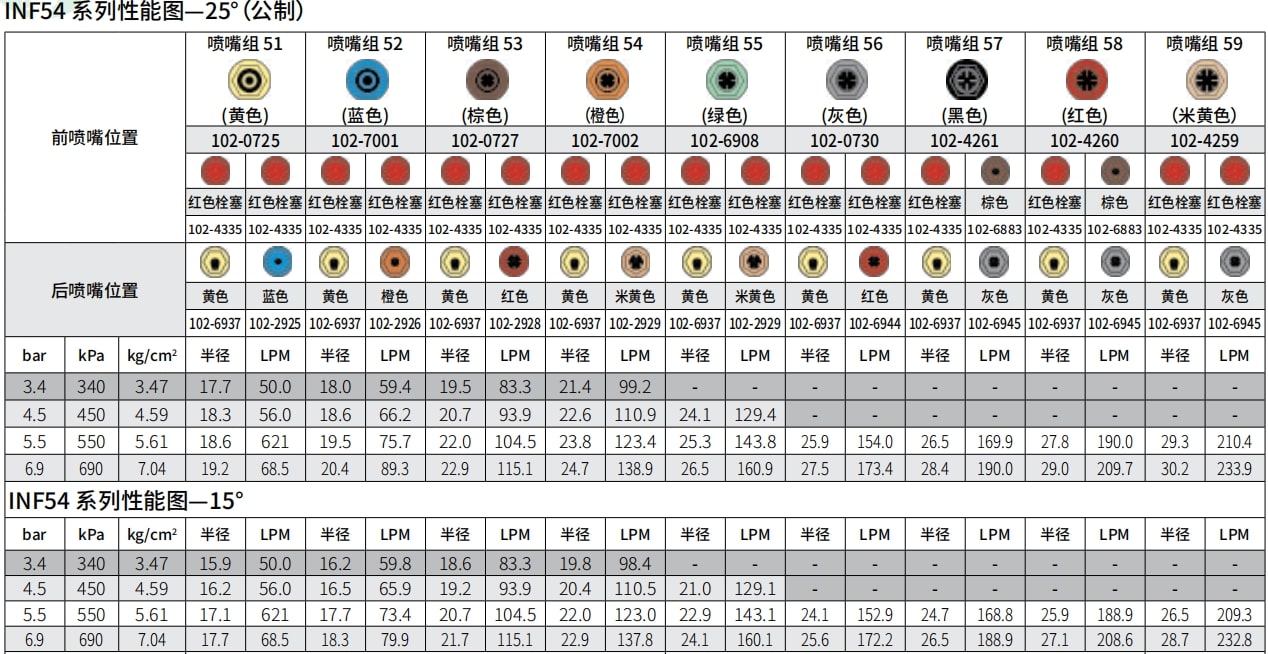 INF54 系列性能图—25°(公制)
前喷嘴位置 喷嘴组 51 喷嘴组 52 喷嘴组 53 喷嘴组 54 喷嘴组 55 喷嘴组 56 喷嘴组 57 喷嘴组 58 喷嘴组 59
(黄色) (蓝色) (棕色) (橙色) (绿色) (灰色) (黑色) (红色) (米黄色)
102-0725 102-7001 102-0727 102-7002 102-6908 102-0730 102-4261 102-4260 102-4259
红色栓塞 红色栓塞 红色栓塞 红色栓塞 红色栓塞 红色栓塞 红色栓塞 红色栓塞 红色栓塞 红色栓塞 红色栓塞 红色栓塞 红色栓塞 棕色 红色栓塞 棕色 红色栓塞 红色栓塞
102-4335 102-4335 102-4335 102-4335 102-4335 102-4335 102-4335 102-4335 102-4335 102-4335 102-4335 102-4335 102-4335 102-6883 102-4335 102-6883 102-4335 102-4335
后喷嘴位置 黄色 蓝色 黄色 橙色 黄色 红色 黄色 米黄色 黄色 米黄色 黄色 红色 黄色 灰色 黄色 灰色 黄色 灰色
102-6937 102-2925 102-6937 102-2926 102-6937 102-2928 102-6937 102-2929 102-6937 102-2929 102-6937 102-6944 102-6937 102-6945 102-6937 102-6945 102-6937 102-6945
bar kPa kg/cm² 半径 LPM 半径 LPM 半径 LPM 半径 LPM 半径 LPM 半径 LPM 半径 LPM 半径 LPM 半径 LPM
3.4 340 3.47 17.7 50.0 18.0 59.4 19.5 83.3 21.4 99.2 - - - - - - - - - -
4.5 450 4.59 18.3 56.0 18.6 66.2 20.7 93.9 22.6 110.9 24.1 129.4 - - - - - - - -
5.5 550 5.61 18.6 621 19.5 75.7 22.0 104.5 23.8 123.4 25.3 143.8 25.9 154.0 26.5 169.9 27.8 190.0 29.3 210.4
6.9 690 7.04 19.2 68.5 20.4 89.3 22.9 115.1 24.7 138.9 26.5 160.9 27.5 173.4 28.4 190.0 29.0 209.7 30.2 233.9
INF54 系列性能图—15°
bar kPa kg/cm² 半径 LPM 半径 LPM 半径 LPM 半径 LPM 半径 LPM 半径 LPM 半径 LPM 半径 LPM 半径 LPM
3.4 340 3.47 15.9 50.0 16.2 59.8 18.6 83.3 19.8 98.4 - - - - - - - - - -
4.5 450 4.59 16.2 56.0 16.5 65.9 19.2 93.9 20.4 110.5 21.0 129.1 - - - - - - - -
5.5 550 5.61 17.1 621 17.7 73.4 20.7 104.5 22.0 123.0 22.9 143.1 24.1 152.9 24.7 168.8 25.9 188.9 26.5 209.3
6.9 690 7.04 17.7 68.5 18.3 79.9 21.7 115.1 22.9 137.8 24.1 160.1 25.6 172.2 26.5 188.9 27.1 208.6 28.7 232.8